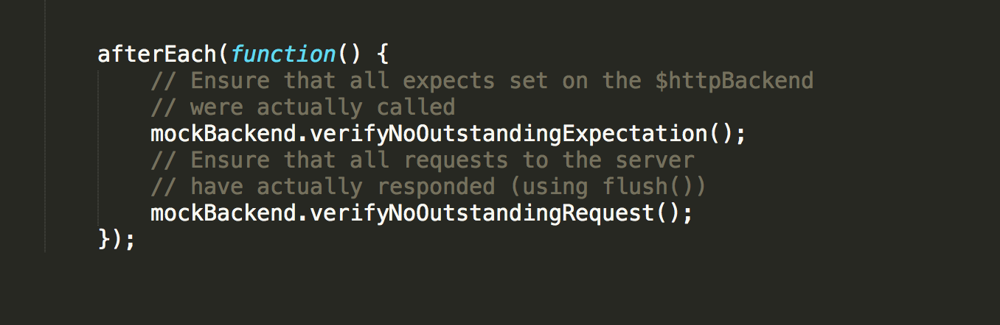 afterEach(function() {
// Ensure that all expects set on the $httpBackend
// were actually called
mockBackend.verifyNoOutstandingExpectation();
// Ensure that all requests to the server
// have actually responded (using flush())
mockBackend.verifyNoOutstandingRequest();
});